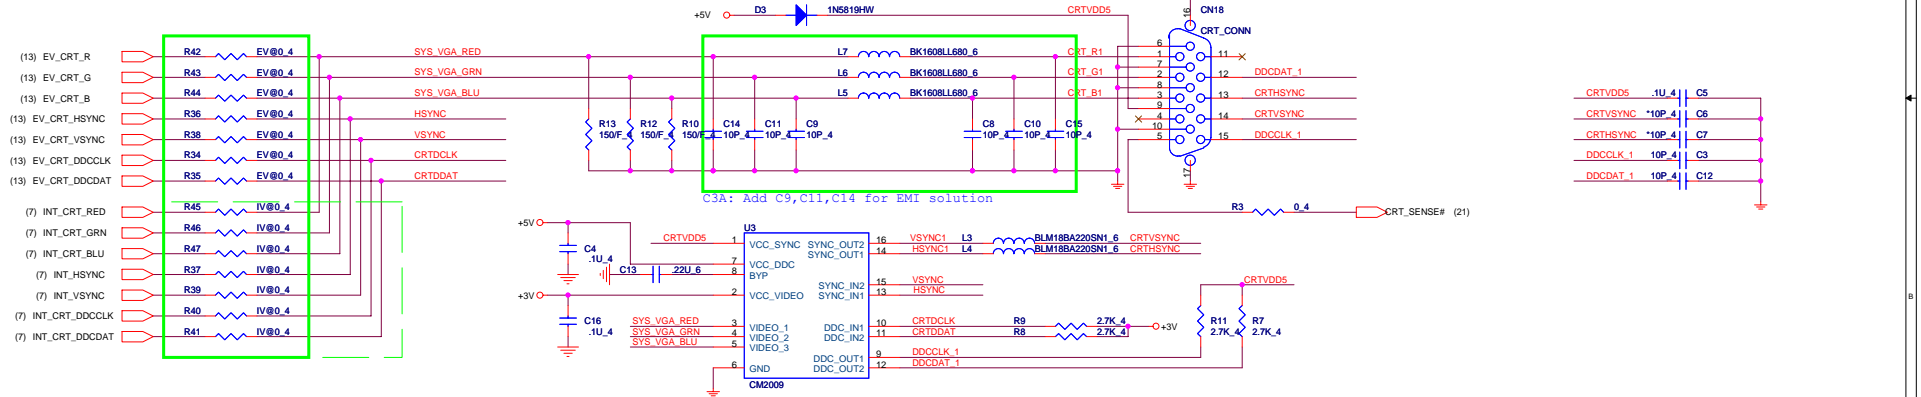 +5V D3 1N5819HW CRTVDD5 16 CN18
CRT_CONN
(13) EV_CRT_R R42 EV@0_4 SYS_VGA_RED L7 BK1608LL680_6 CRT_R1
(13) EV_CRT_G R43 EV@0_4 SYS_VGA_GRN L6 BK1608LL680_6 CRT_G1
(13) EV_CRT_B R44 EV@0_4 SYS_VGA_BLU L5 BK1608LL680_6 CRT_B1
(13) EV_CRT_HSYNC R36 EV@0_4 HSYNC
(13) EV_CRT_VSYNC R38 EV@0_4 VSYNC
(13) EV_CRT_DDCCLK R34 EV@0_4 CRTDCLK
(13) EV_CRT_DDCDAT R35 EV@0_4 CRTDDAT
(7) INT_CRT_RED R45 IV@0_4
(7) INT_CRT_GRN R46 IV@0_4
(7) INT_CRT_BLU R47 IV@0_4
(7) INT_HSYNC R37 IV@0_4
(7) INT_VSYNC R39 IV@0_4
(7) INT_CRT_DDCCLK R40 IV@0_4
(7) INT_CRT_DDCDAT R41 IV@0_4
R13 R12 R10 C14 C11 C9 C8 C10 C15
150/F_4 150/F_4 150/F_4 10P_4 10P_4 10P_4 10P_4 10P_4 10P_4
C3A: Add C9,C11,C14 for EMI solution
6
1 11
7
2 12 DDCDAT_1
8
3 13 CRTHSYNC
9
4 14 CRTVSYNC
10
5 15 DDCCLK_1
17
CRTVDD5 .1U_4 C5
CRTVSYNC *10P_4 C6
CRTHSYNC *10P_4 C7
DDCCLK_1 10P_4 C3
DDCDAT_1 10P_4 C12
R3 0_4 CRT_SENSE# (21)
+5V
C4
.1U_4
C13 .22U_6
+3V
C16
.1U_4
U3
CRTVDD5 1 VCC_SYNC SYNC_OUT2 16 VSYNC1 L3 BLM18BA220SN1_6 CRTVSYNC
SYNC_OUT1 14 HSYNC1 L4 BLM18BA220SN1_6 CRTHSYNC
7 VCC_DDC
8 BYP
SYNC_IN2 15 VSYNC
2 VCC_VIDEO SYNC_IN1 13 HSYNC
SYS_VGA_RED 3 VIDEO_1 DDC_IN1 10 CRTDCLK R9 2.7K_4 +3V
SYS_VGA_GRN 4 VIDEO_2 DDC_IN2 11 CRTDDAT R8 2.7K_4
SYS_VGA_BLU 5 VIDEO_3
DDC_OUT1 9 DDCCLK_1
6 GND DDC_OUT2 12 DDCDAT_1
CM2009
CRTVDD5
R11 R7
2.7K_4 2.7K_4
B